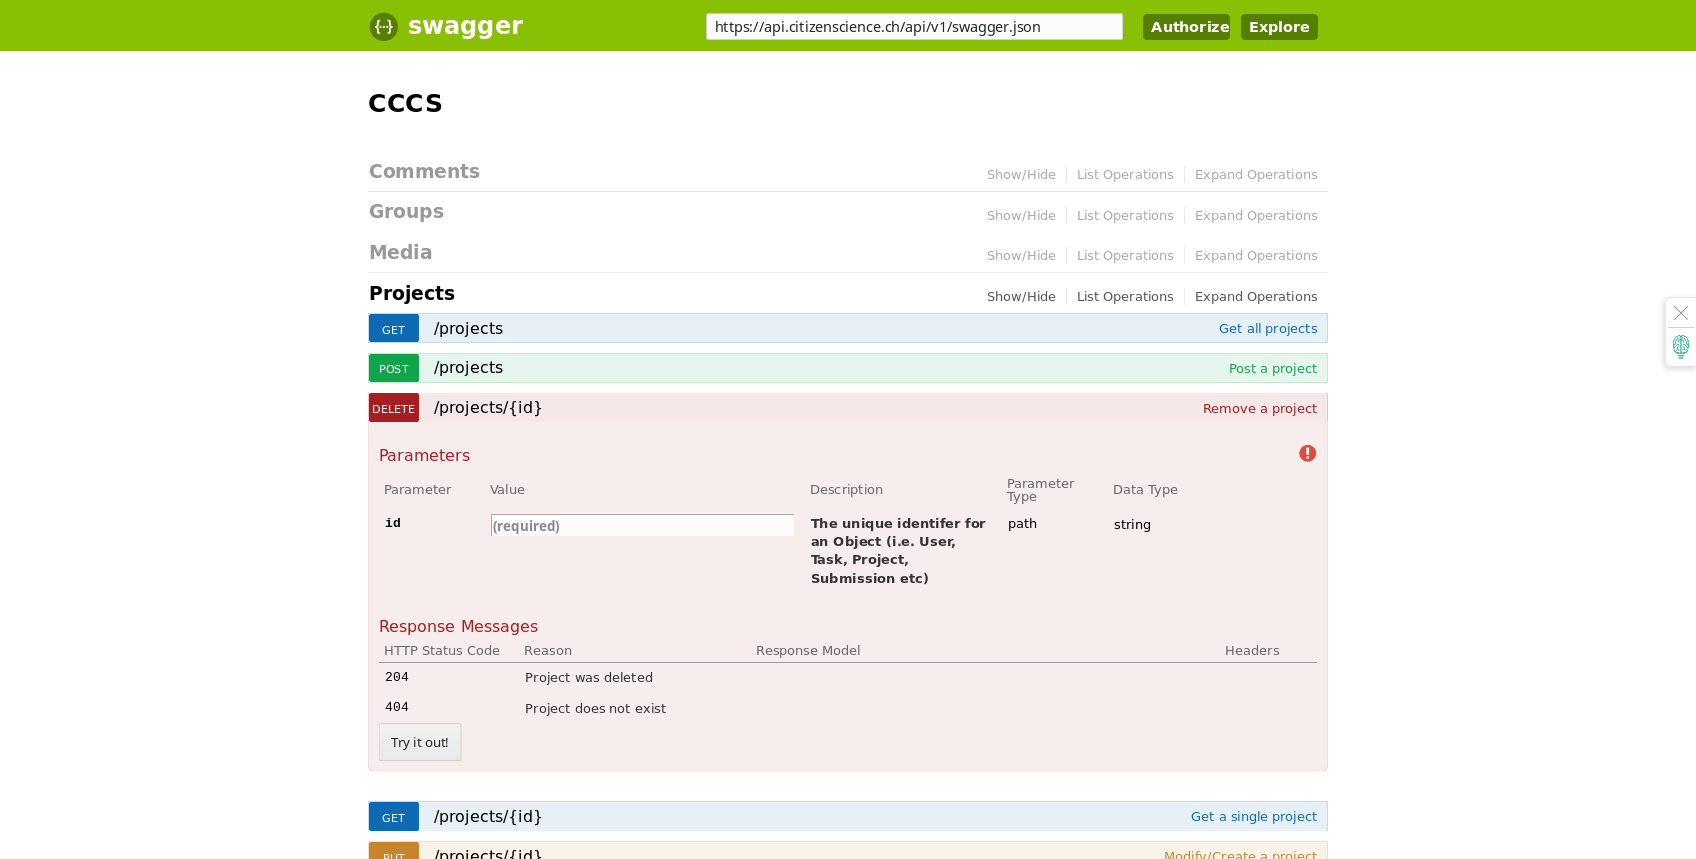 swagger
https://api.citizenscience.ch/api/v1/swagger.json
Authorize
Explore
CCCS
Comments
Show/Hide
List Operations
Expand Operations
Groups
Show/Hide
List Operations
Expand Operations
Media
Show/Hide
List Operations
Expand Operations
Projects
Show/Hide
List Operations
Expand Operations
GET /projects Get all projects
POST /projects Post a project
DELETE /projects/{id} Remove a project
Parameters
Parameter Value Description Parameter Type Data Type
id (required) The unique identifer for
an Object (i.e. User,
Task, Project,
Submission etc)
path
string
Response Messages
HTTP Status Code Reason Response Model Headers
204 Project was deleted
404 Project does not exist
Try it out!
GET /projects/{id} Get a single project
PUT /projects/{id} Modify/Create a project